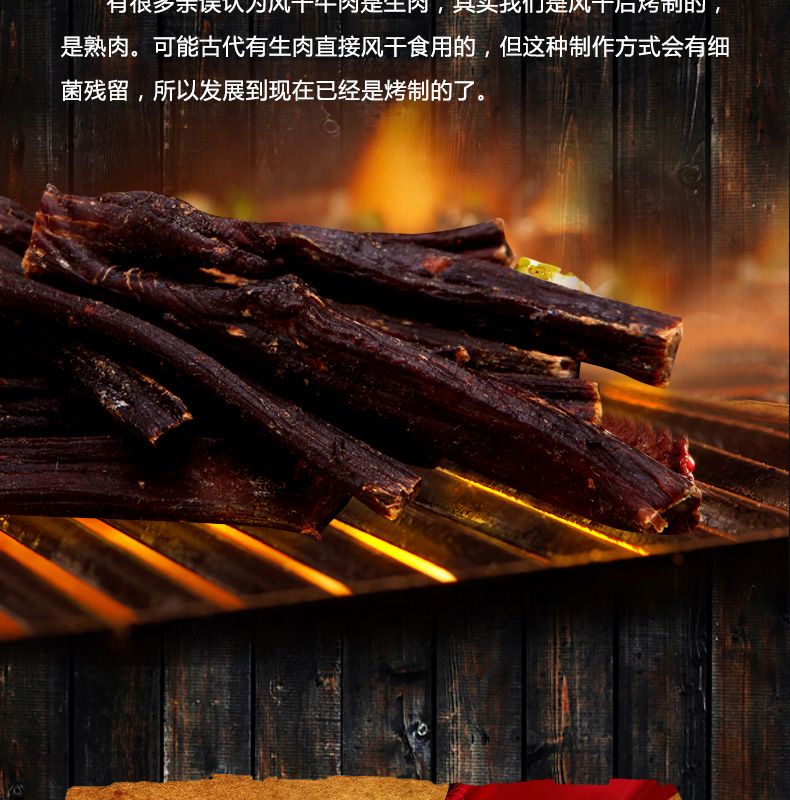 有很多亲误认为风干牛肉是生肉，其实我们是风干后烤制的，
是熟肉。可能古代有生肉直接风干食用的，但这种制作方式会有细
菌残留，所以发展到现在已经是烤制的了。